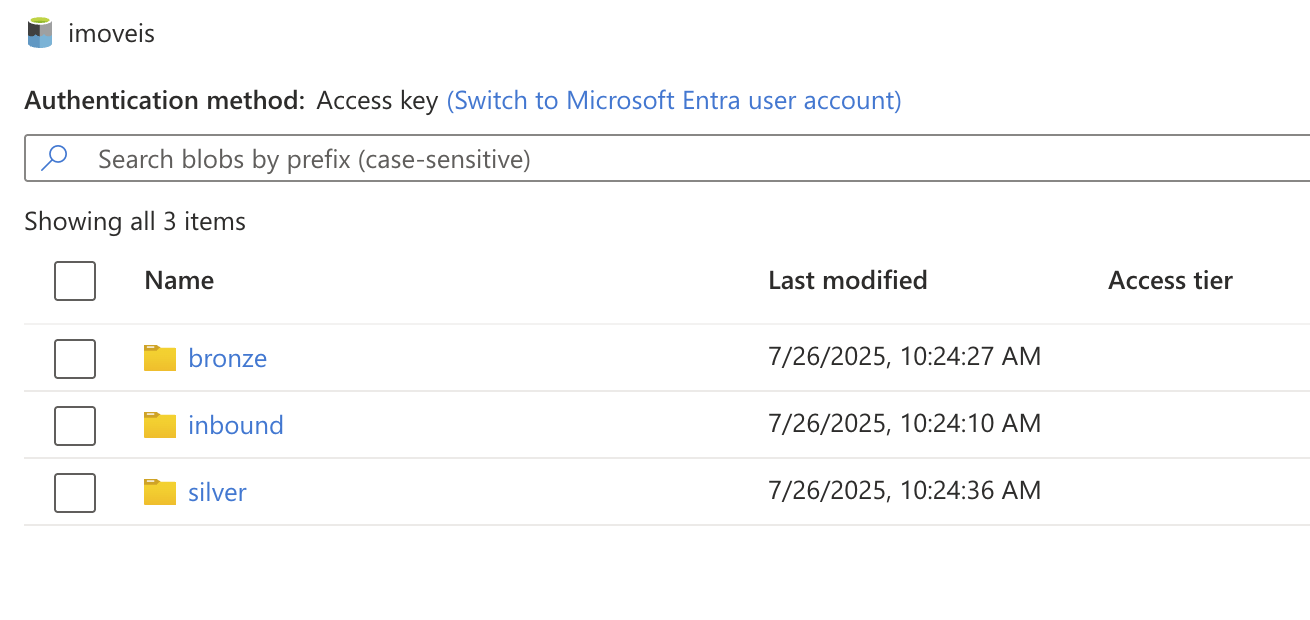 imoveis
Authentication method: Access key (Switch to Microsoft Entra user account)
Search blobs by prefix (case-sensitive)
Showing all 3 items
Name Last modified Access tier
bronze 7/26/2025, 10:24:27 AM
inbound 7/26/2025, 10:24:10 AM
silver 7/26/2025, 10:24:36 AM